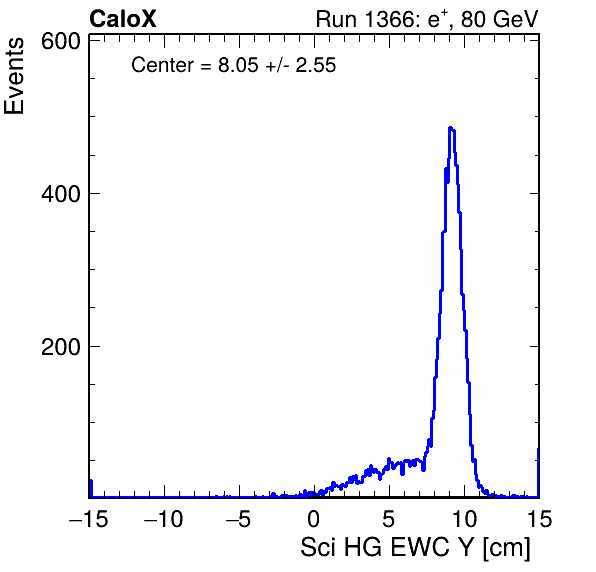 CaloX Run 1366: e⁺, 80 GeV
Center = 8.05 +/- 2.55
Events
600
400
200
−15 −10 −5 0 5 10 15
Sci HG EWC Y [cm]